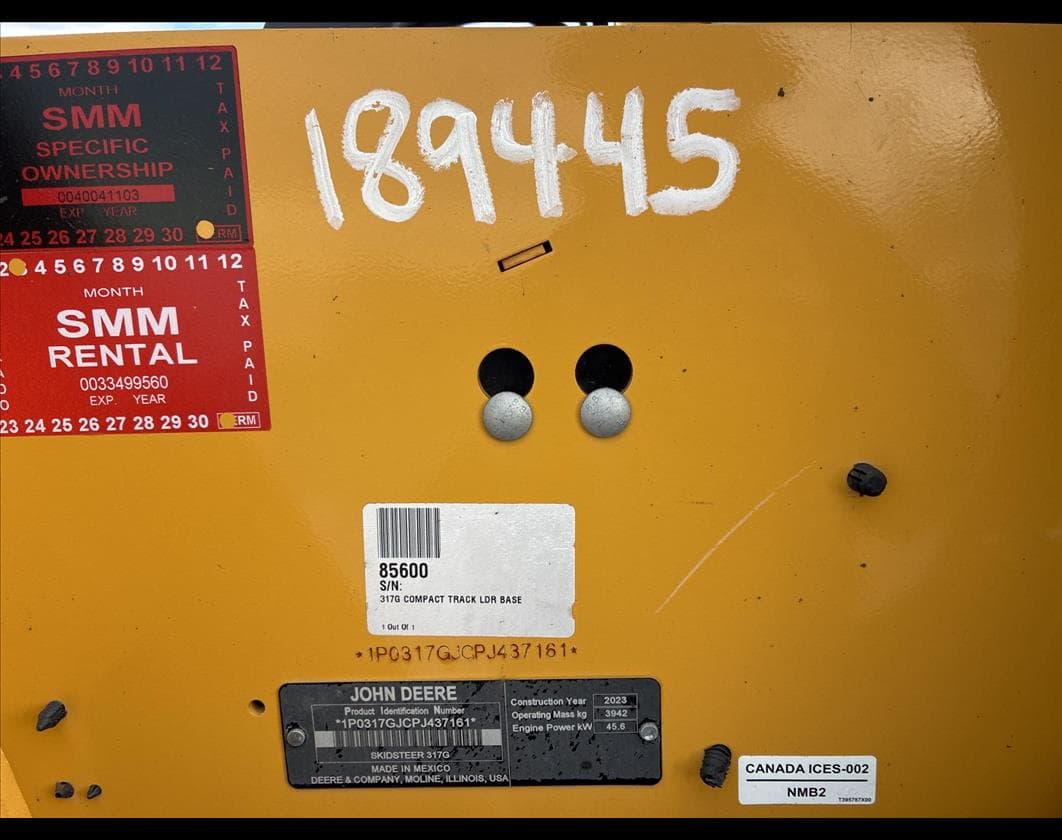 4 5 6 7 8 9 10 11 12
MONTH
SMM
SPECIFIC
OWNERSHIP
0040041103
EXP YEAR
24 25 26 27 28 29 30
TAX PAID
189445
4 5 6 7 8 9 10 11 12
MONTH
SMM
RENTAL
0033499560
EXP. YEAR
23 24 25 26 27 28 29 30
TAX PAID
85600
S/N:
317G COMPACT TRACK LDR BASE
1 Out Of 1
*1P0317GJCPJ437161*
JOHN DEERE
Product Identification Number
*1P0317GJCPJ437161*
SKIDSTEER 317G
MADE IN MEXICO
DEERE & COMPANY, MOLINE, ILLINOIS, USA
Construction Year 2023
Operating Mass kg 3942
Engine Power kW 45.6
CANADA ICES-002
NMB2